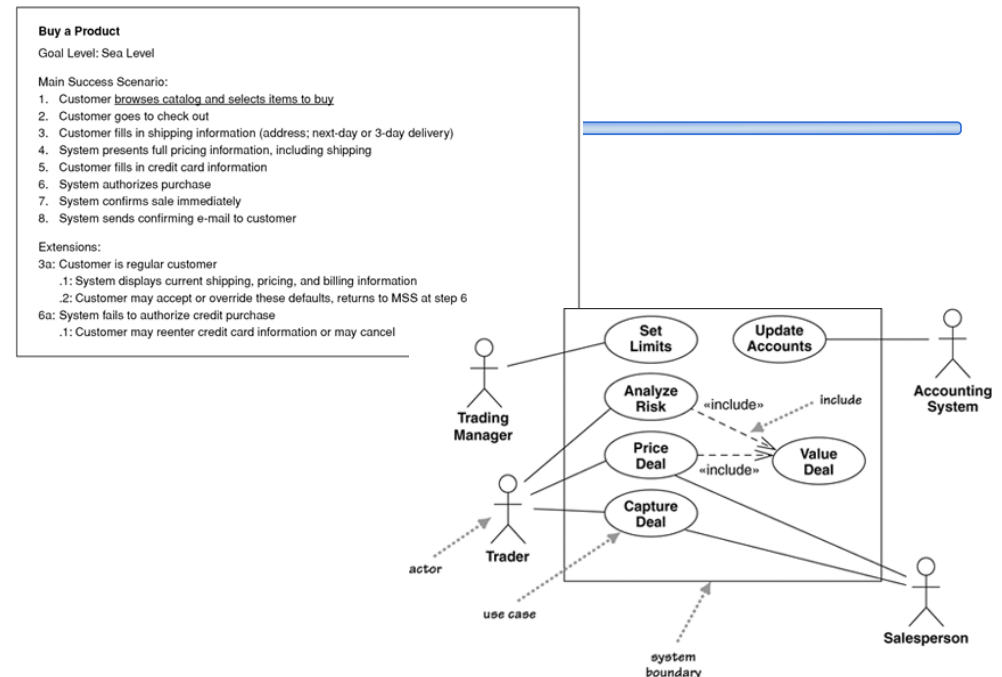 Buy a Product
Goal Level: Sea Level
Main Success Scenario:
1. Customer browses catalog and selects items to buy
2. Customer goes to check out
3. Customer fills in shipping information (address; next-day or 3-day delivery)
4. System presents full pricing information, including shipping
5. Customer fills in credit card information
6. System authorizes purchase
7. System confirms sale immediately
8. System sends confirming e-mail to customer
Extensions:
3a: Customer is regular customer
.1: System displays current shipping, pricing, and billing information
.2: Customer may accept or override these defaults, returns to MSS at step 6
6a: System fails to authorize credit purchase
.1: Customer may reenter credit card information or may cancel
Set
Limits
Update
Accounts
Trading
Manager
Accounting
System
Analyze
Risk
«include»
include
Price
Deal
«include»
Value
Deal
Capture
Deal
Trader
actor
use case
system
boundary
Salesperson